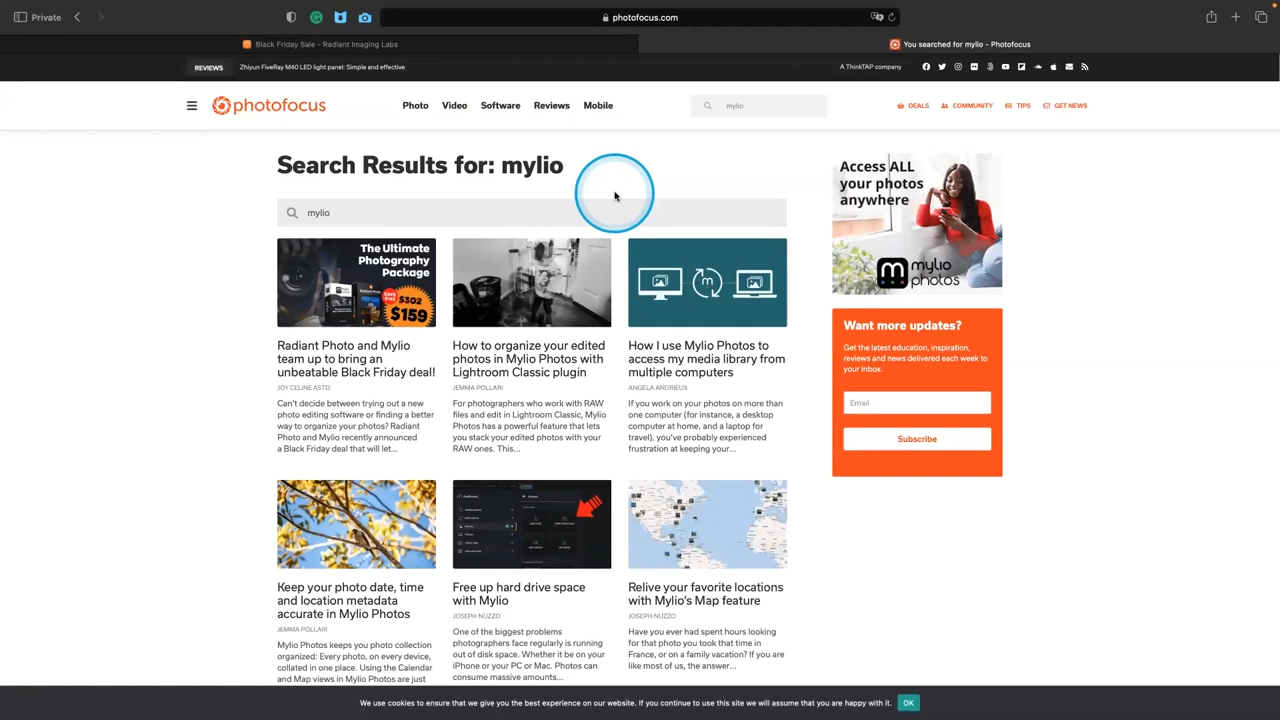 Private
photofocus.com
Black Friday Sale - Radiant Imaging Labs
You searched for mylio - Photofocus
REVIEWS
Zhiyun FiveRay M40 LED light panel: Simple and effective
A ThinkTAP company
photofocus
Photo
Video
Software
Reviews
Mobile
mylio
DEALS
COMMUNITY
TIPS
GET NEWS
Search Results for: mylio
mylio
The Ultimate
Photography
Package
SAVE
$302
$159
Radiant Photo and Mylio
team up to bring an
unbeatable Black Friday deal!
JOY CELINE ASTO
Can't decide between trying out a new
photo editing software or finding a better
way to organize your photos? Radiant
Photo and Mylio recently announced
a Black Friday deal that will let...
How to organize your edited
photos in Mylio Photos with
Lightroom Classic plugin
JEMMA POLLARI
For photographers who work with RAW
files and edit in Lightroom Classic, Mylio
Photos has a powerful feature that lets
you stack your edited photos with your
RAW ones. This...
m
How I use Mylio Photos to
access my media library from
multiple computers
ANGELA ANDRIEUX
If you work on your photos on more than
one computer (for instance, a desktop
computer at home, and a laptop for
travel), you've probably experienced
frustration at keeping your...
Access ALL
your photos
anywhere
m mylio
photos
Want more updates?
Get the latest education, inspiration,
reviews and news delivered each week to
your inbox.
Email
Subscribe
Keep your photo date, time
and location metadata
accurate in Mylio Photos
JEMMA POLLARI
Mylio Photos keeps you photo collection
organized: Every photo, on every device,
collated in one place. Using the Calendar
and Map views in Mylio Photos are just
Free up hard drive space
with Mylio
JOSEPH NUZZO
One of the biggest problems
photographers face regularly is running
out of disk space. Whether it be on your
iPhone or your PC or Mac. Photos can
consume massive amounts...
Relive your favorite locations
with Mylio's Map feature
JOSEPH NUZZO
Have you ever had spent hours looking
for that photo you took that time in
France, or on a family vacation? If you
are like most of us, the answer...
We use cookies to ensure that we give you the best experience on our website. If you continue to use this site we will assume that you are happy with it.
OK